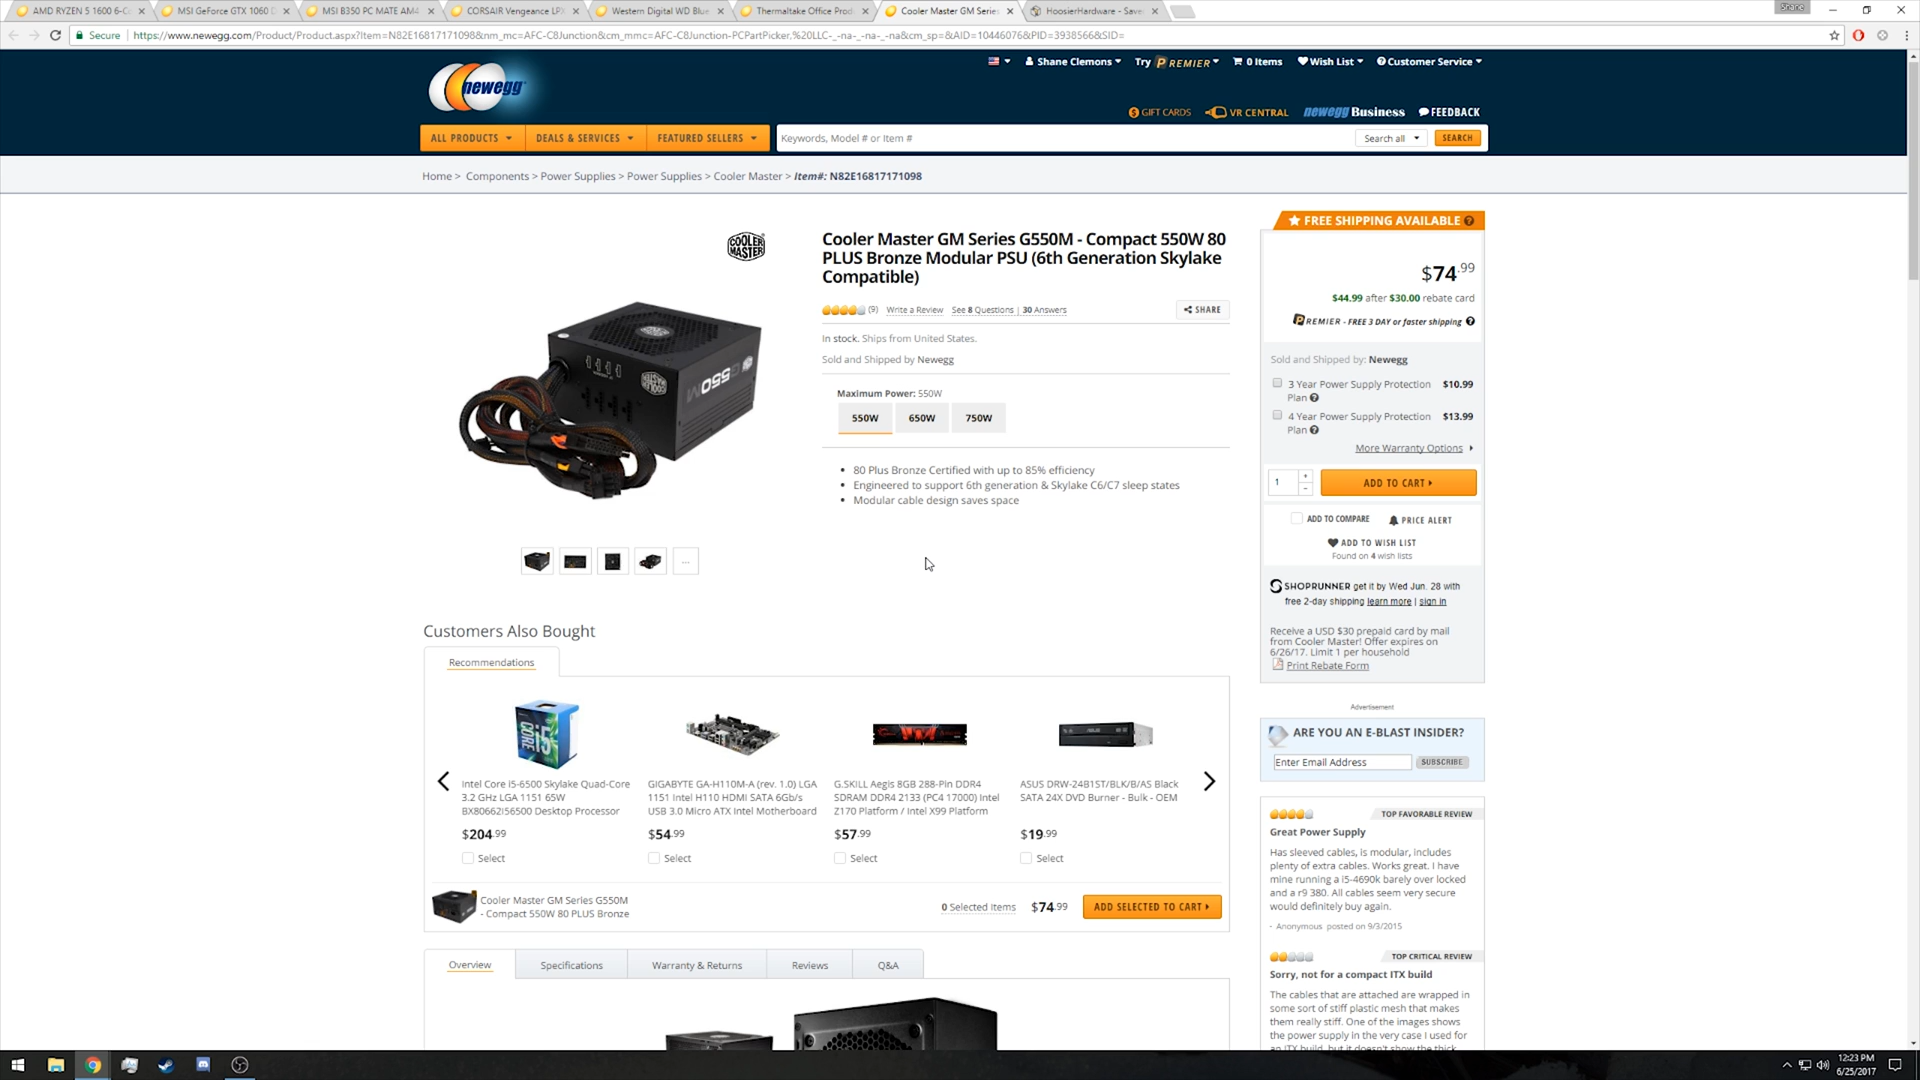 AMD RYZEN 5 1600 6-C
MSI GeForce GTX 1060 D
MSI B350 PC MATE AM4
CORSAIR Vengeance LPX
Western Digital WD Blue
Thermaltake Office Prod
Cooler Master GM Series
HoosierHardware - Save
Shane
Secure
https://www.newegg.com/Product/Product.aspx?Item=N82E16817171098&nm_mc=AFC-C8Junction&cm_mmc=AFC-C8Junction-PCPartPicker,%20LLC-_-na-_-na-_-na&cm_sp=&AID=10446076&PID=3938566&SID=
newegg
Shane Clemons
Try PREMIER
0 Items
Wish List
Customer Service
GIFT CARDS
VR CENTRAL
newegg Business
FEEDBACK
ALL PRODUCTS
DEALS & SERVICES
FEATURED SELLERS
Keywords, Model # or Item #
Search all
SEARCH
Home > Components > Power Supplies > Power Supplies > Cooler Master > Item#: N82E16817171098
COOLER
MASTER
G550M
Cooler Master GM Series G550M - Compact 550W 80
PLUS Bronze Modular PSU (6th Generation Skylake
Compatible)
(9) Write a Review See 8 Questions | 30 Answers
SHARE
In stock. Ships from United States.
Sold and Shipped by Newegg
Maximum Power: 550W
550W 650W 750W
80 Plus Bronze Certified with up to 85% efficiency
Engineered to support 6th generation & Skylake C6/C7 sleep states
Modular cable design saves space
...
FREE SHIPPING AVAILABLE ?
$74.99
$44.99 after $30.00 rebate card
PREMIER - FREE 3 DAY or faster shipping ?
Sold and Shipped by: Newegg
3 Year Power Supply Protection $10.99
Plan ?
4 Year Power Supply Protection $13.99
Plan ?
More Warranty Options
1
+
-
ADD TO CART
ADD TO COMPARE
PRICE ALERT
ADD TO WISH LIST
Found on 4 wish lists
SHOPRUNNER get it by Wed Jun. 28 with
free 2-day shipping learn more | sign in
Receive a USD $30 prepaid card by mail
from Cooler Master! Offer expires on
6/26/17. Limit 1 per household
Print Rebate Form
Advertisement
ARE YOU AN E-BLAST INSIDER?
Enter Email Address
SUBSCRIBE
TOP FAVORABLE REVIEW
Great Power Supply
Has sleeved cables, is modular, includes
plenty of extra cables. Works great. I have
mine running a i5-4690k barely over locked
and a r9 380. All cables seem very secure
would definitely buy again.
- Anonymous posted on 9/3/2015
TOP CRITICAL REVIEW
Sorry, not for a compact ITX build
The cables that are attached are wrapped in
some sort of stiff plastic mesh that makes
them really stiff. One of the images shows
the power supply in the very case I used for
an ITX build, but it doesn't show the thick
Customers Also Bought
Recommendations
CORE i5
Intel Core i5-6500 Skylake Quad-Core
3.2 GHz LGA 1151 65W
BX80662I56500 Desktop Processor
$204.99
Select
GIGABYTE GA-H110M-A (rev. 1.0) LGA
1151 Intel H110 HDMI SATA 6Gb/s
USB 3.0 Micro ATX Intel Motherboard
$54.99
Select
G.SKILL Aegis 8GB 288-Pin DDR4
SDRAM DDR4 2133 (PC4 17000) Intel
Z170 Platform / Intel X99 Platform
$57.99
Select
ASUS DRW-24B1ST/BLK/B/AS Black
SATA 24X DVD Burner - Bulk - OEM
$19.99
Select
Cooler Master GM Series G550M
- Compact 550W 80 PLUS Bronze
0 Selected Items
$74.99
ADD SELECTED TO CART
Overview
Specifications
Warranty & Returns
Reviews
Q&A
12:23 PM
6/25/2017